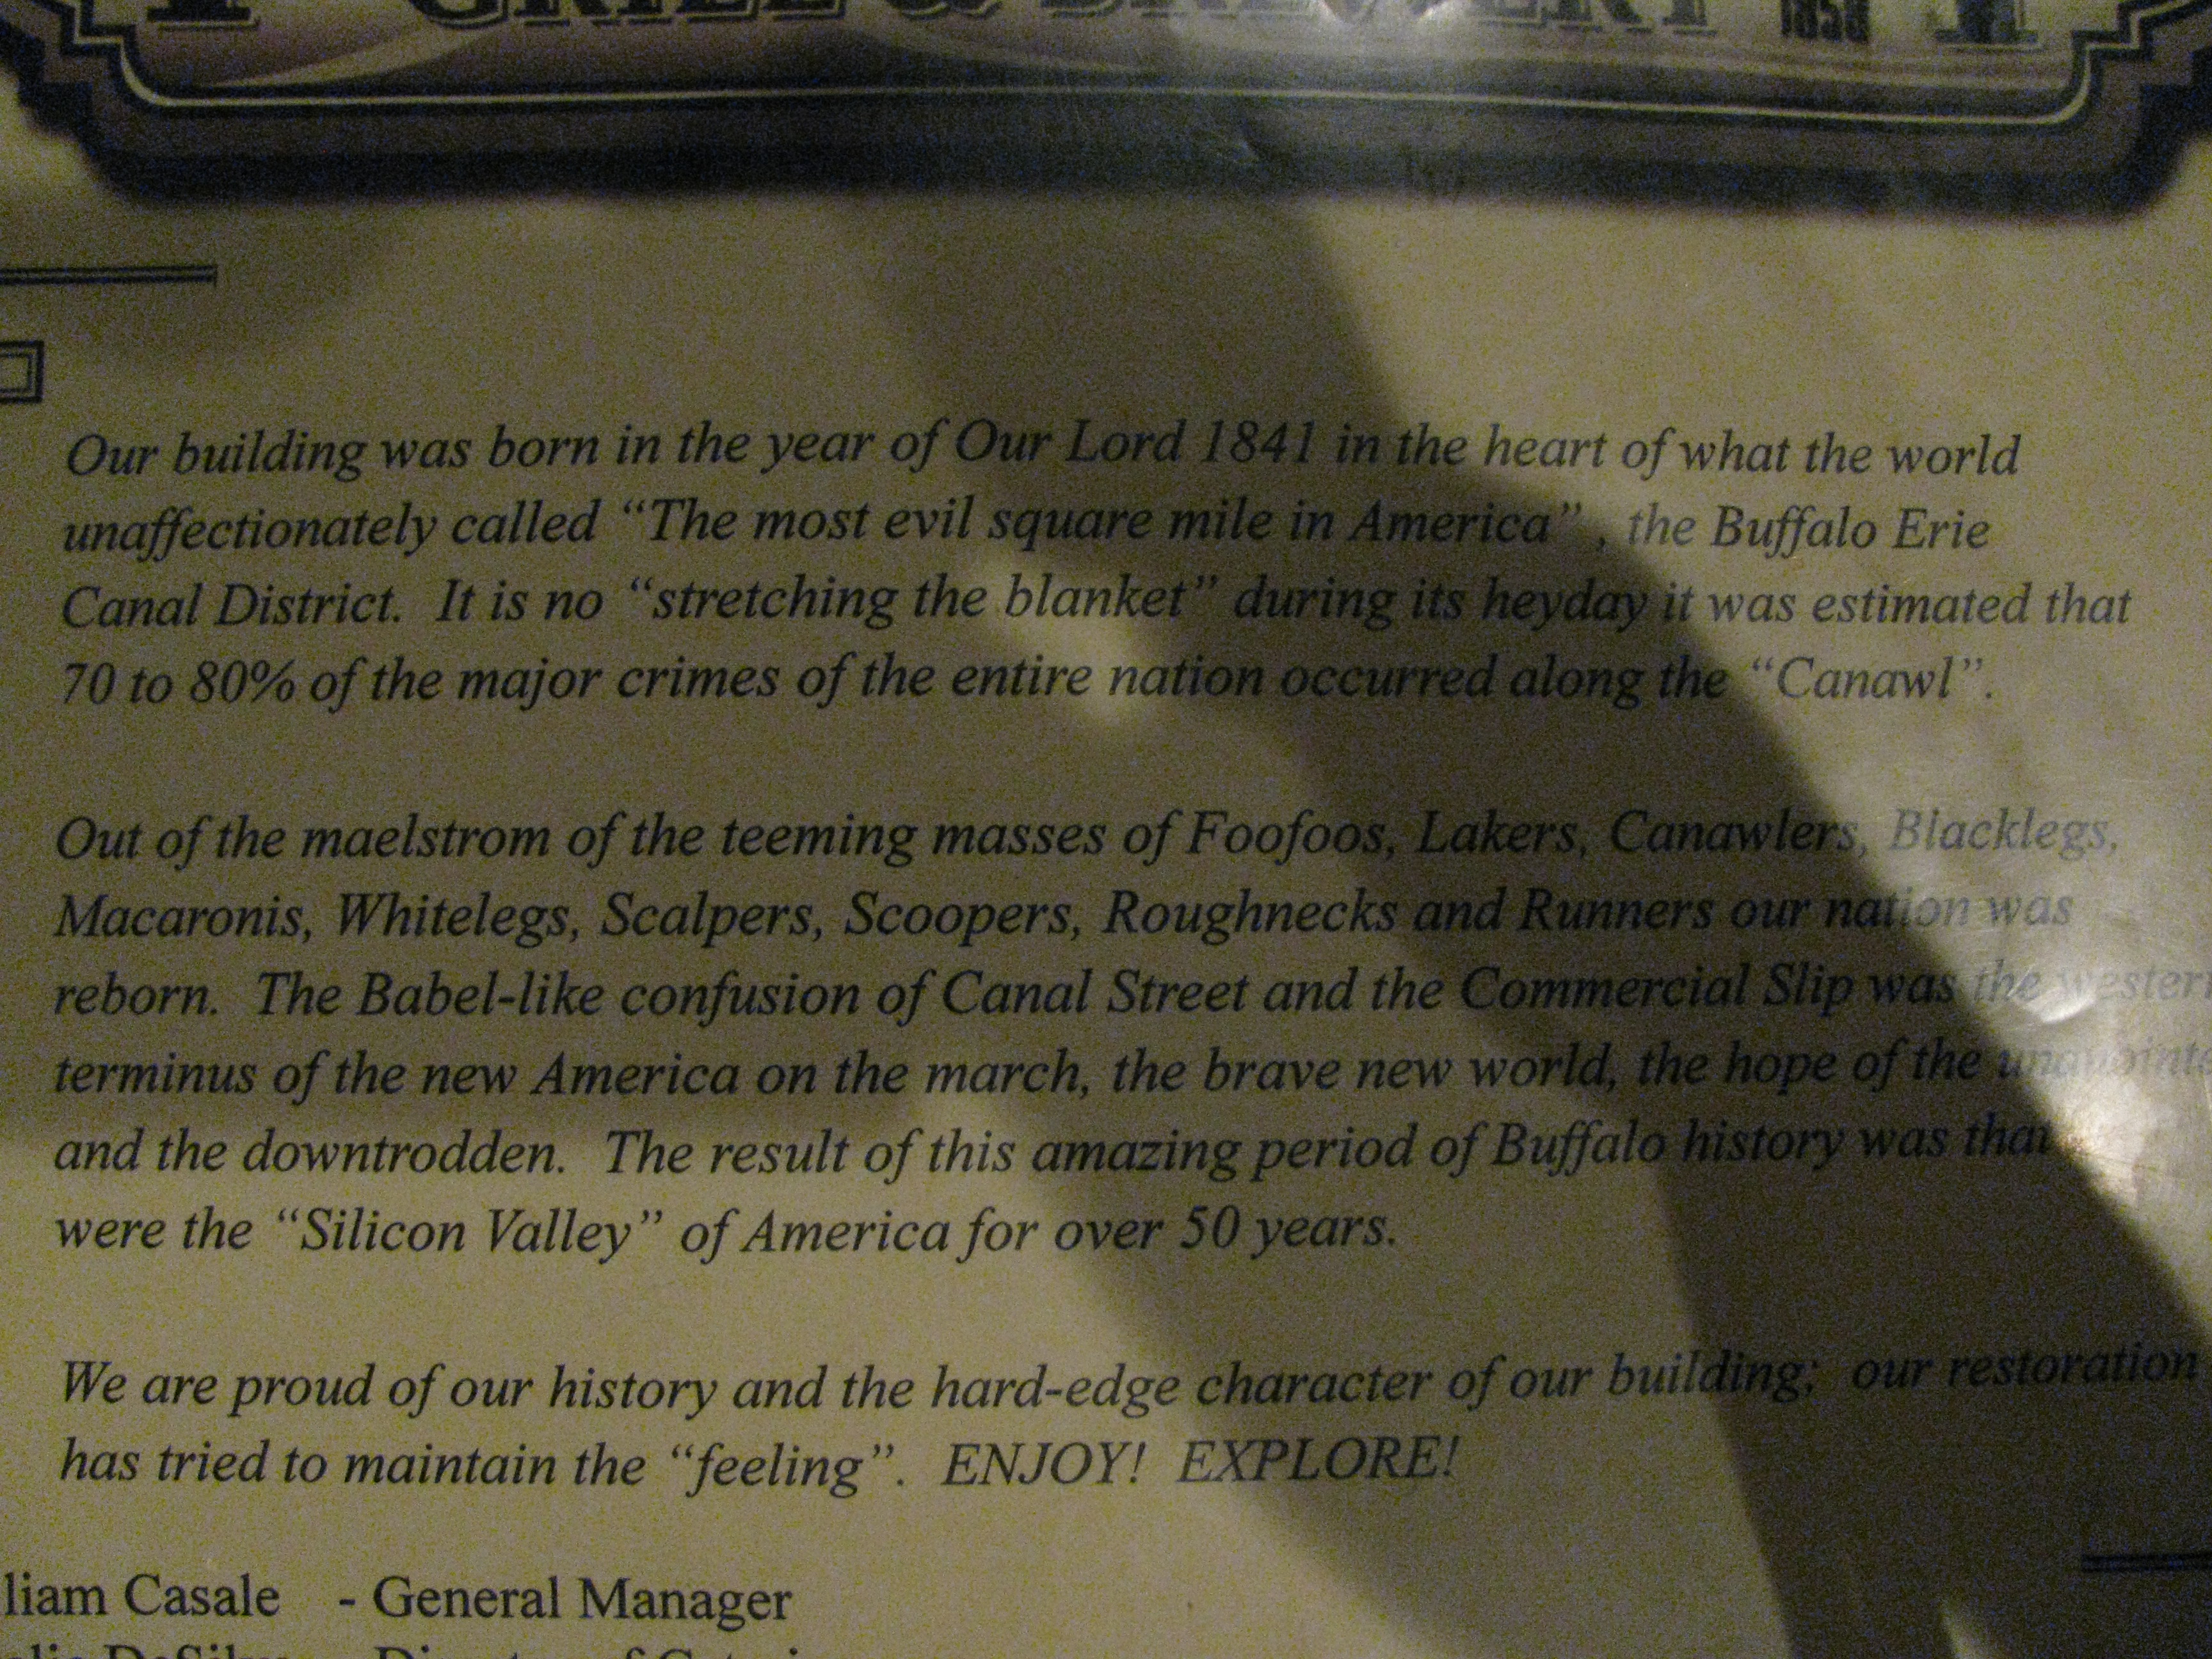 GRILL & BREWERY
Our building was born in the year of Our Lord 1841 in the heart of what the world
unaffectionately called “The most evil square mile in America” , the Buffalo Erie
Canal District. It is no “stretching the blanket” during its heyday it was estimated that
70 to 80% of the major crimes of the entire nation occurred along the “Canawl”.
Out of the maelstrom of the teeming masses of Foofoos, Lakers, Canawlers, Blacklegs,
Macaronis, Whitelegs, Scalpers, Scoopers, Roughnecks and Runners our nation was
reborn. The Babel-like confusion of Canal Street and the Commercial Slip was the western
terminus of the new America on the march, the brave new world, the hope of the
and the downtrodden. The result of this amazing period of Buffalo history was that
were the “Silicon Valley” of America for over 50 years.
We are proud of our history and the hard-edge character of our building; our restoration
has tried to maintain the “feeling”. ENJOY! EXPLORE!
liam Casale - General Manager